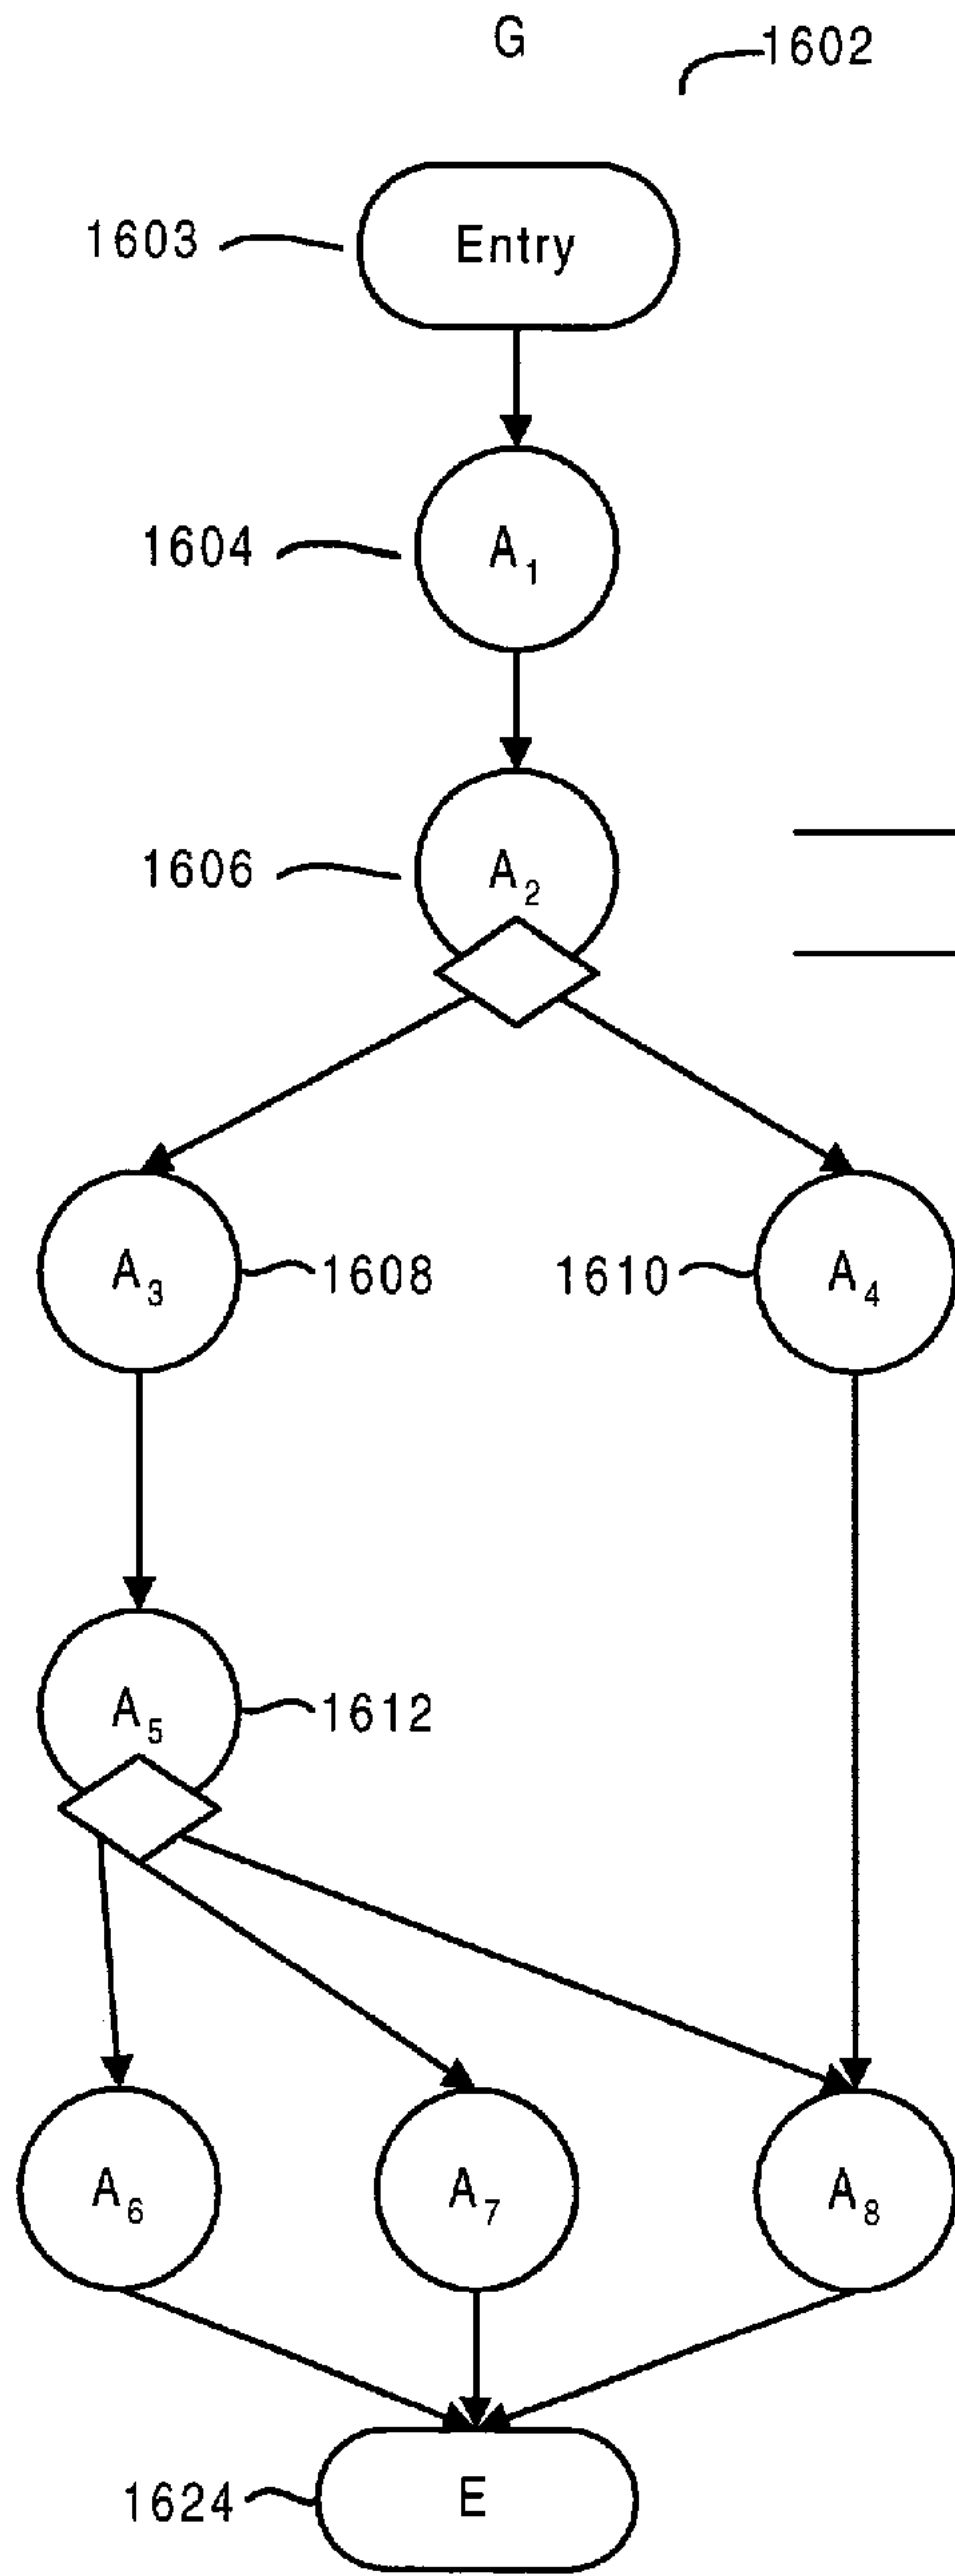 G
1602
1603
Entry
1604
A₁
1606
A₂
A₃
1608
1610
A₄
A₅
1612
A₆
A₇
A₈
1624
E